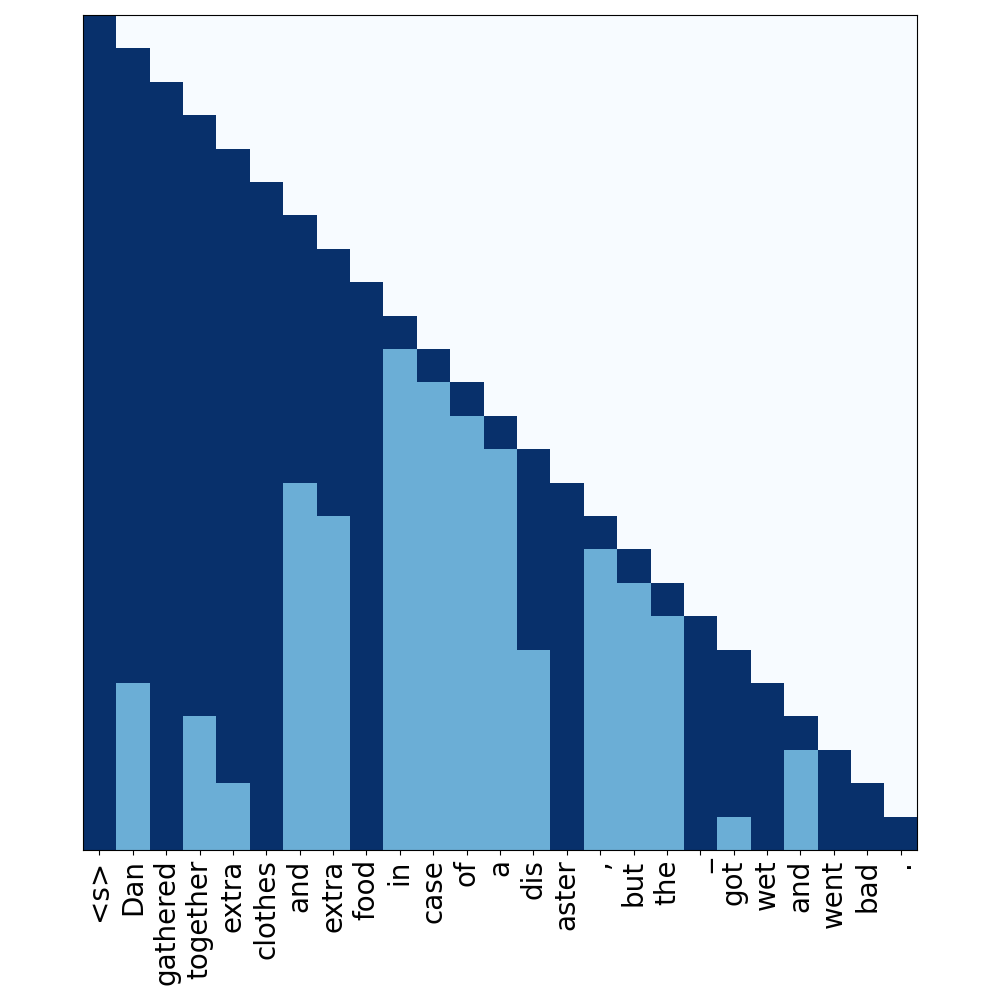 <s>
Dan
gathered
together
extra
clothes
and
extra
food
in
case
of
a
dis
aster
,
but
the
_
got
wet
and
went
bad
.